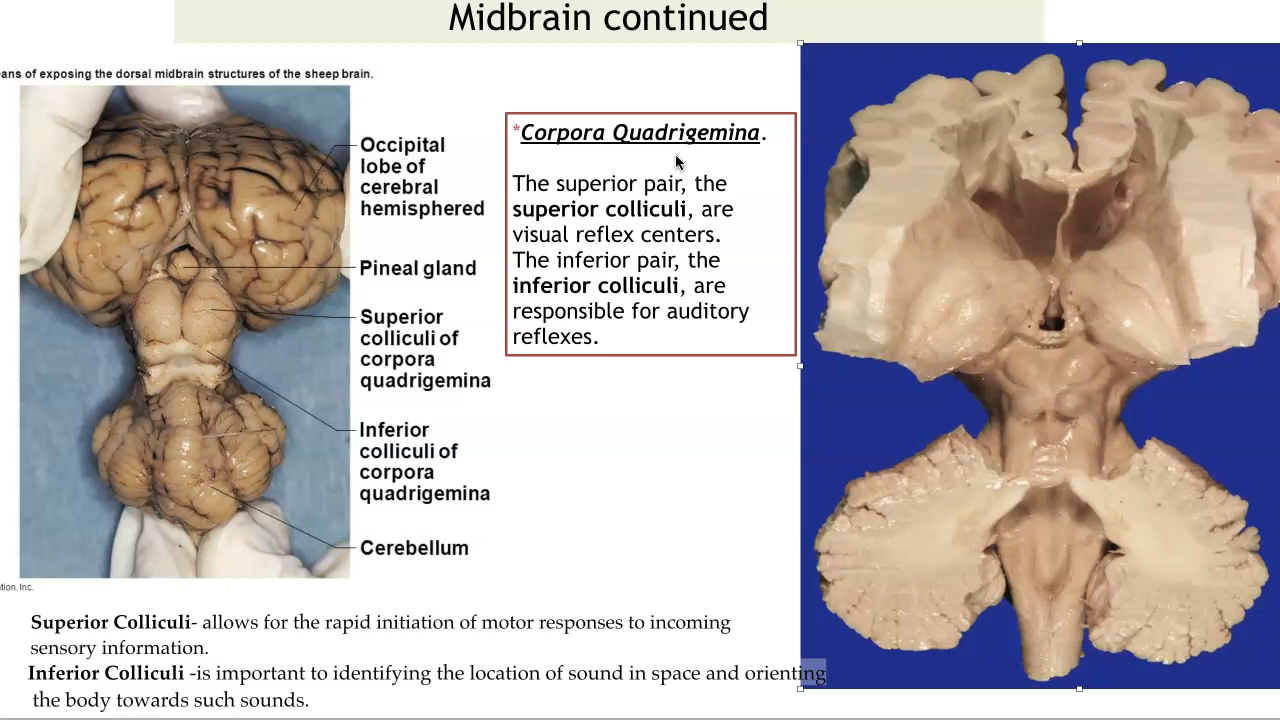 Midbrain continued
eans of exposing the dorsal midbrain structures of the sheep brain.
Occipital
lobe of
cerebral
hemisphered
Pineal gland
Superior
colliculi of
corpora
quadrigemina
Inferior
colliculi of
corpora
quadrigemina
Cerebellum
tion, Inc.
*Corpora Quadrigemina.
The superior pair, the
superior colliculi, are
visual reflex centers.
The inferior pair, the
inferior colliculi, are
responsible for auditory
reflexes.
Superior Colliculi- allows for the rapid initiation of motor responses to incoming
sensory information.
Inferior Colliculi -is important to identifying the location of sound in space and orienting
the body towards such sounds.